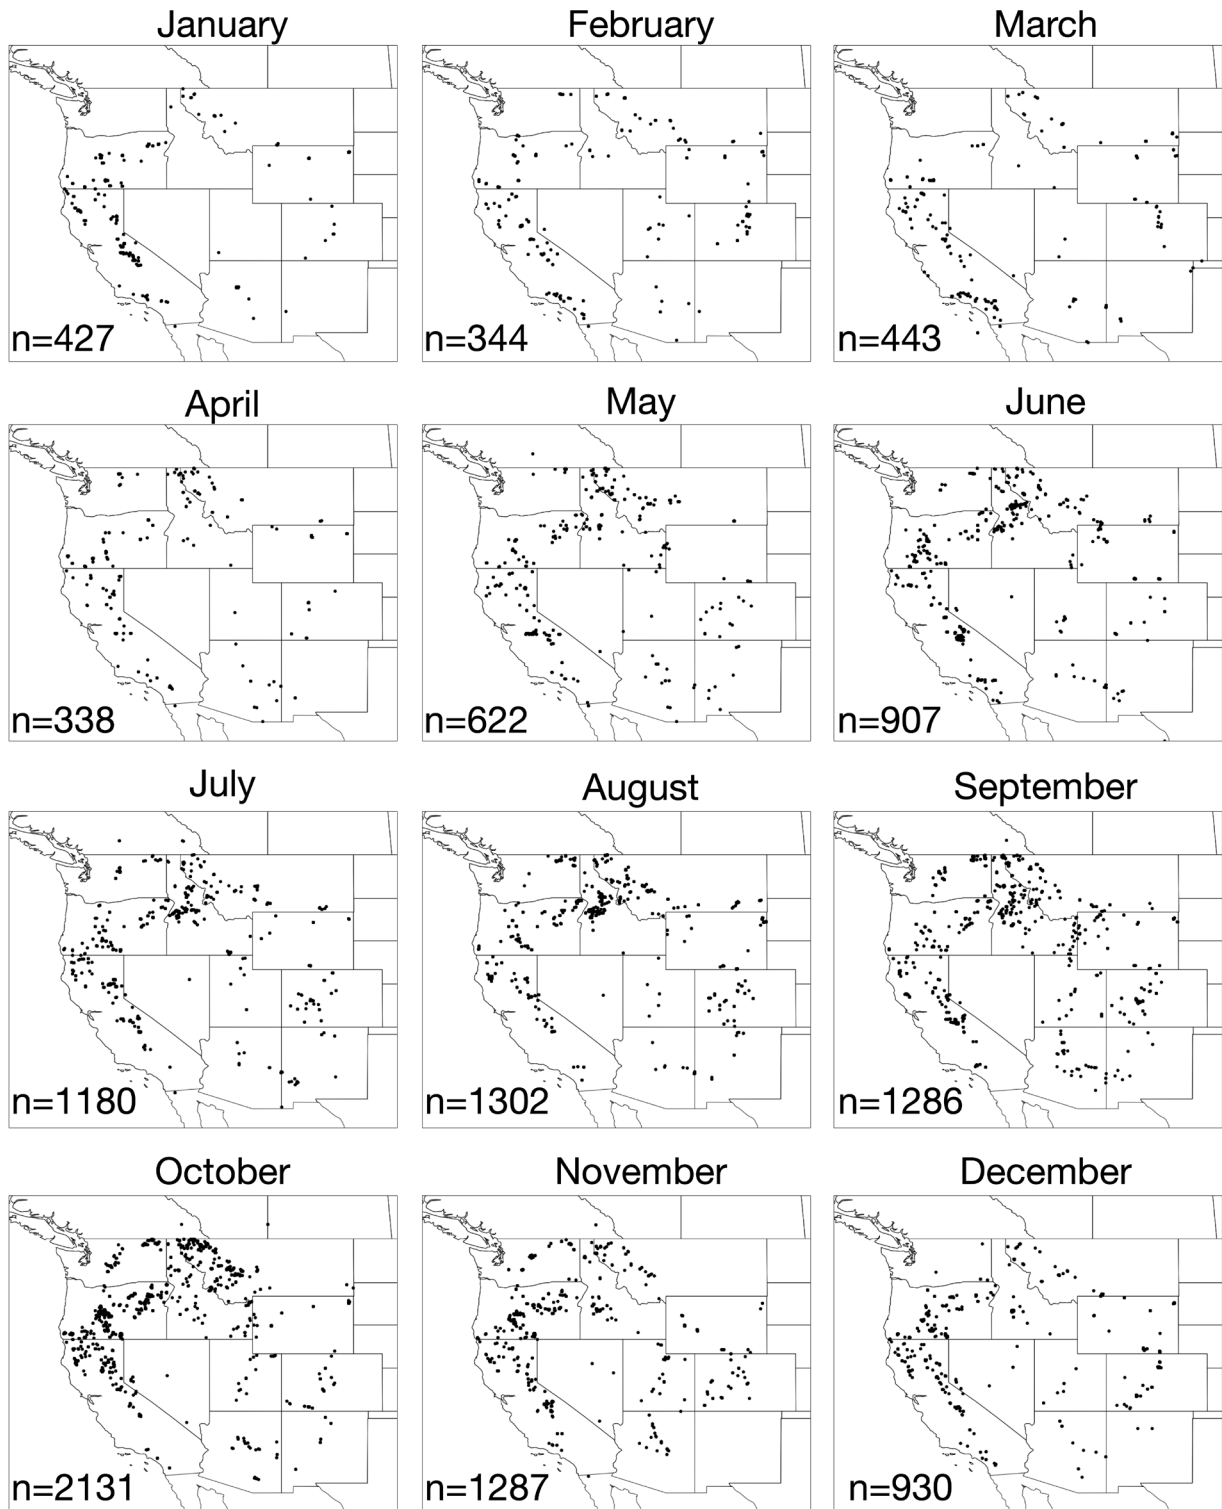 January
February
March
n=427
n=344
n=443
April
May
June
n=338
n=622
n=907
July
August
September
n=1180
n=1302
n=1286
October
November
December
n=2131
n=1287
n=930